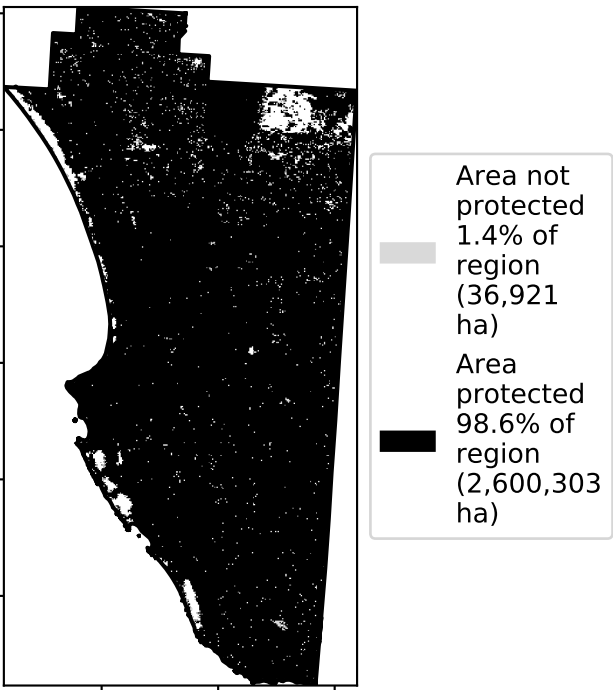 Area not
protected
1.4% of
region
(36,921
ha)
Area
protected
98.6% of
region
(2,600,303
ha)